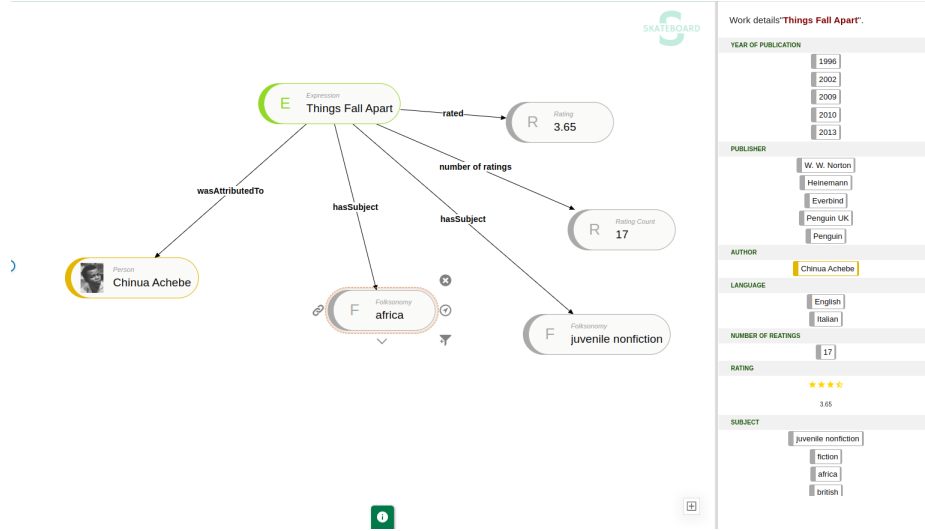 SKATEBOARD
E
Expression
Things Fall Apart
rated
R
Rating
3.65
number of ratings
wasAttributedTo
hasSubject
hasSubject
R
Rating Count
17
Person
Chinua Achebe
F
Folksonomy
africa
F
Folksonomy
juvenile nonfiction
Work details"Things Fall Apart".
YEAR OF PUBLICATION
1996
2002
2009
2010
2013
PUBLISHER
W. W. Norton
Heinemann
Everbind
Penguin UK
Penguin
AUTHOR
Chinua Achebe
LANGUAGE
English
Italian
NUMBER OF REATINGS
17
RATING
3.65
SUBJECT
juvenile nonfiction
fiction
africa
british